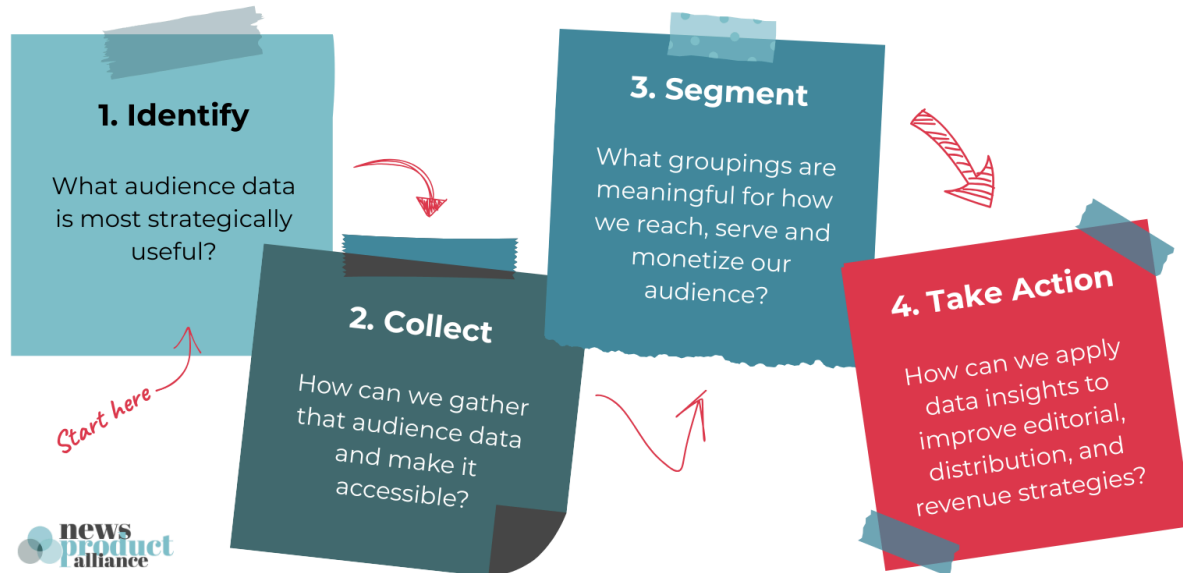 1. Identify
What audience data
is most strategically
useful?
Start here
2. Collect
How can we gather
that audience data
and make it
accessible?
3. Segment
What groupings are
meaningful for how
we reach, serve and
monetize our
audience?
4. Take Action
How can we apply
data insights to
improve editorial,
distribution, and
revenue strategies?
news
product
alliance